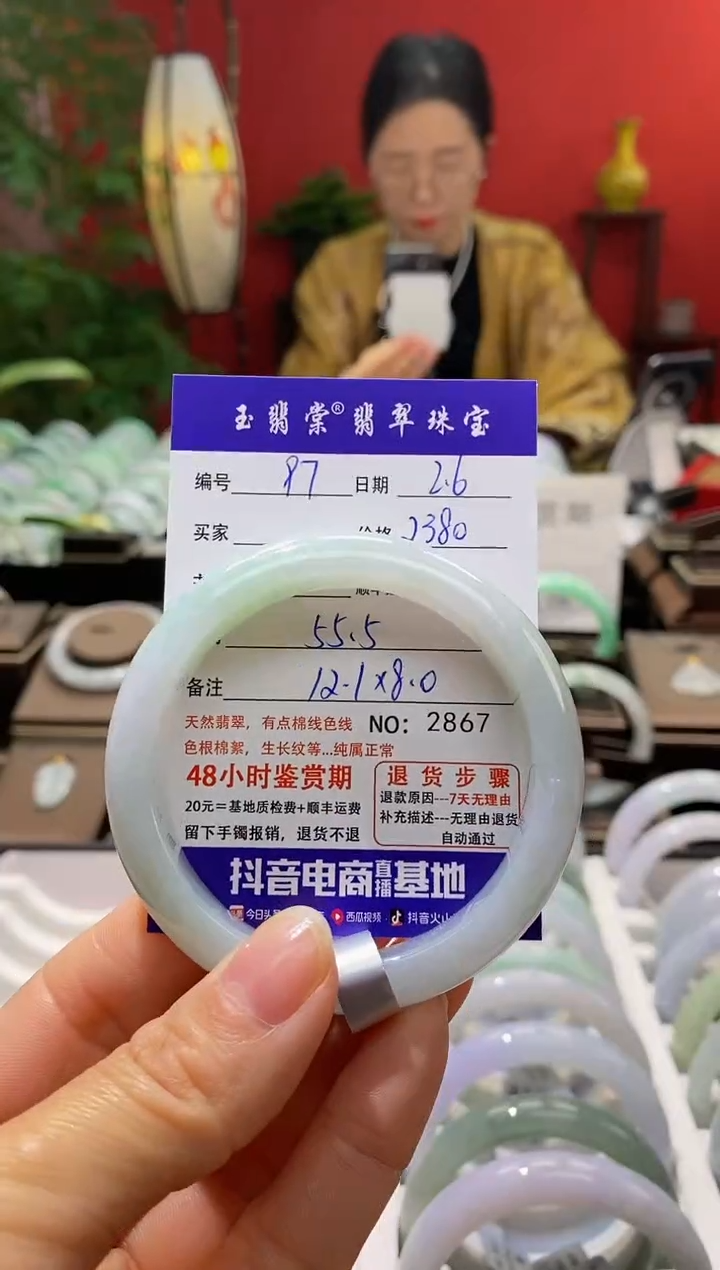 玉翡棠®翡翠珠宝
编号 87 日期 2.6
买家 价格 2380
55.5
备注 12.1×8.0
天然翡翠，有点棉线色线 NO： 2867
色根棉絮，生长纹等...纯属正常
48小时鉴赏期
20元＝基地质检费+顺丰运费
留下手镯报销，退货不退
退货步骤
退款原因---7天无理由
补充描述---无理由退货
自动通过
抖音电商直播基地
今日头 西瓜视频 抖音火山